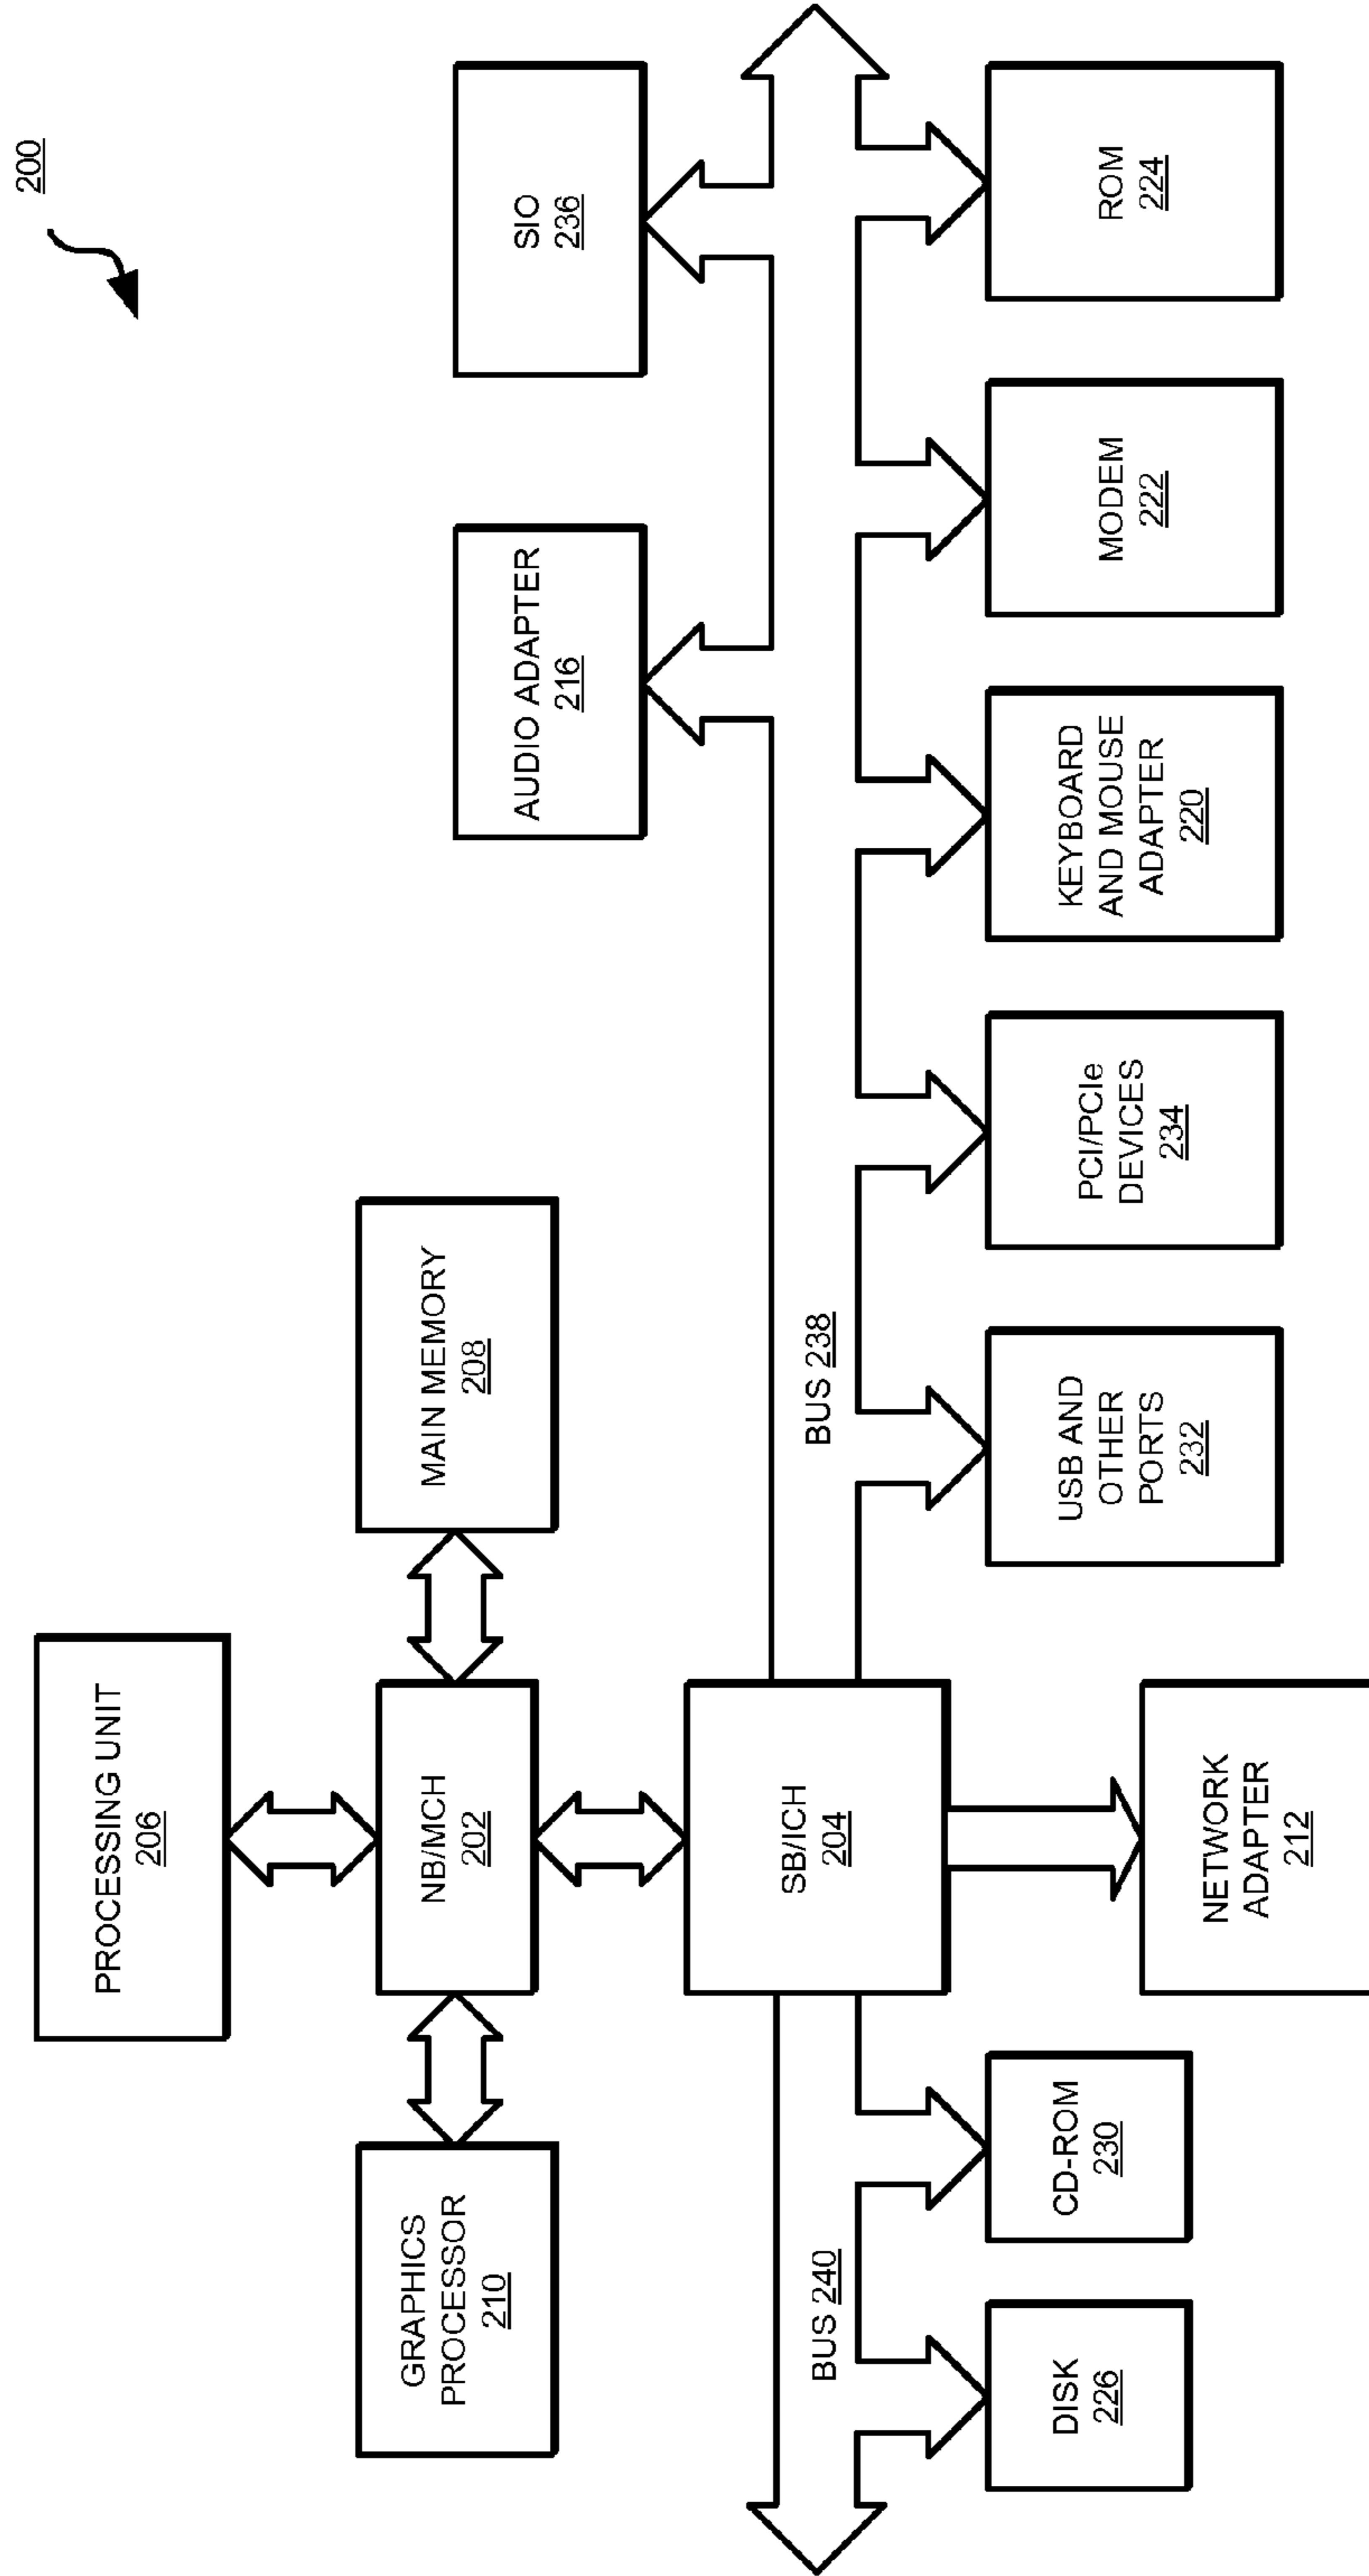 200
PROCESSING UNIT
206
GRAPHICS
PROCESSOR
210
NB/MCH
202
MAIN MEMORY
208
AUDIO ADAPTER
216
SIO
236
SB/ICH
204
BUS 240
BUS 238
DISK
226
CD-ROM
230
USB AND
OTHER
PORTS
232
PCI/PCIe
DEVICES
234
KEYBOARD
AND MOUSE
ADAPTER
220
MODEM
222
ROM
224
NETWORK
ADAPTER
212